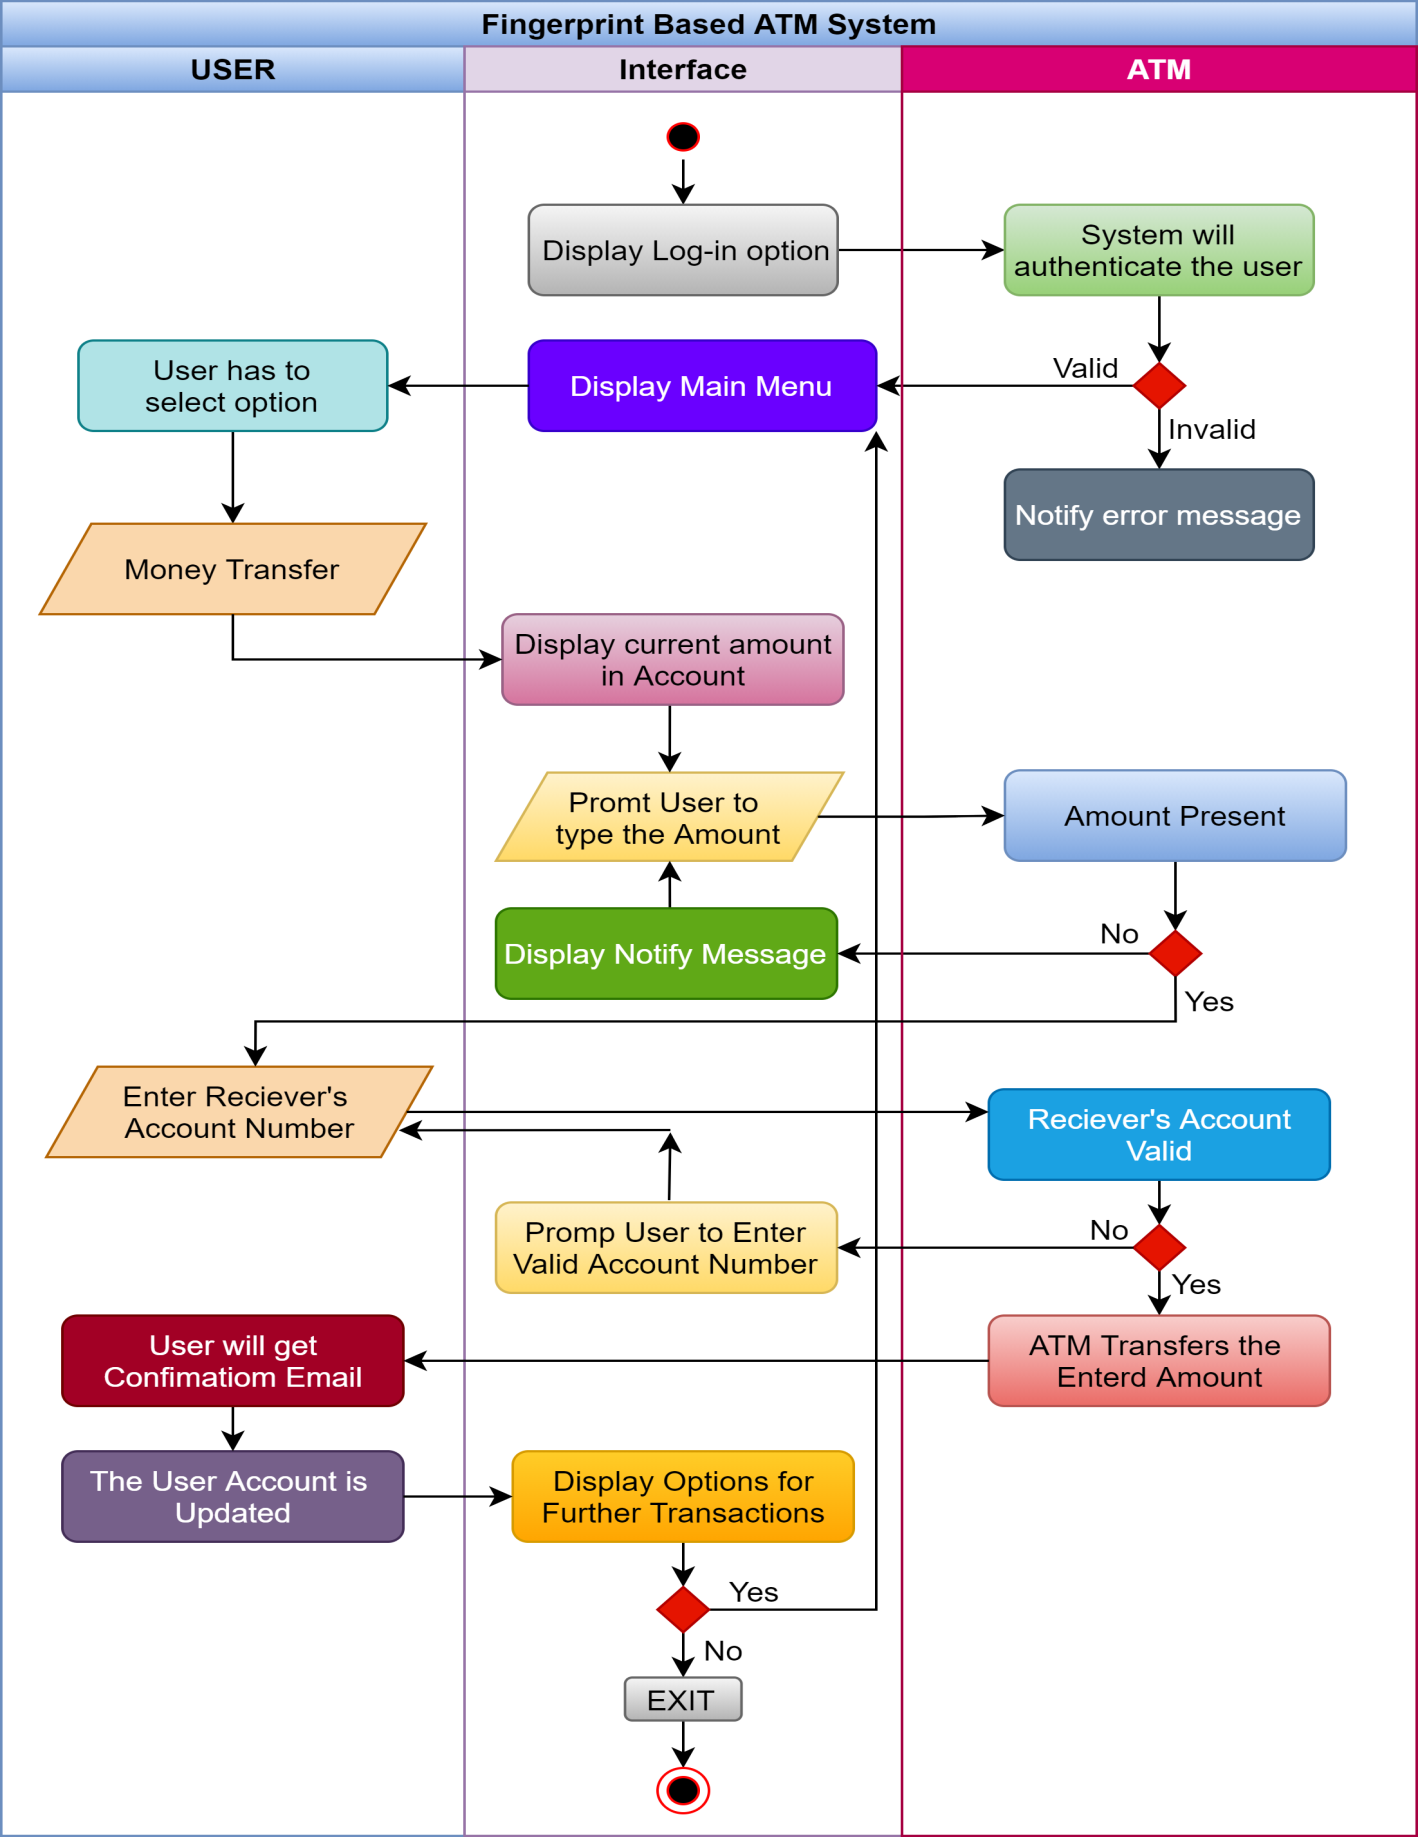 Fingerprint Based ATM System
USER
Interface
ATM
Display Log-in option
System will
authenticate the user
Valid
Invalid
User has to
select option
Display Main Menu
Notify error message
Money Transfer
Display current amount
in Account
Promt User to
type the Amount
Amount Present
No
Yes
Display Notify Message
Enter Reciever's
Account Number
Reciever's Account
Valid
No
Yes
Promp User to Enter
Valid Account Number
User will get
Confimatiom Email
ATM Transfers the
Enterd Amount
The User Account is
Updated
Display Options for
Further Transactions
Yes
No
EXIT